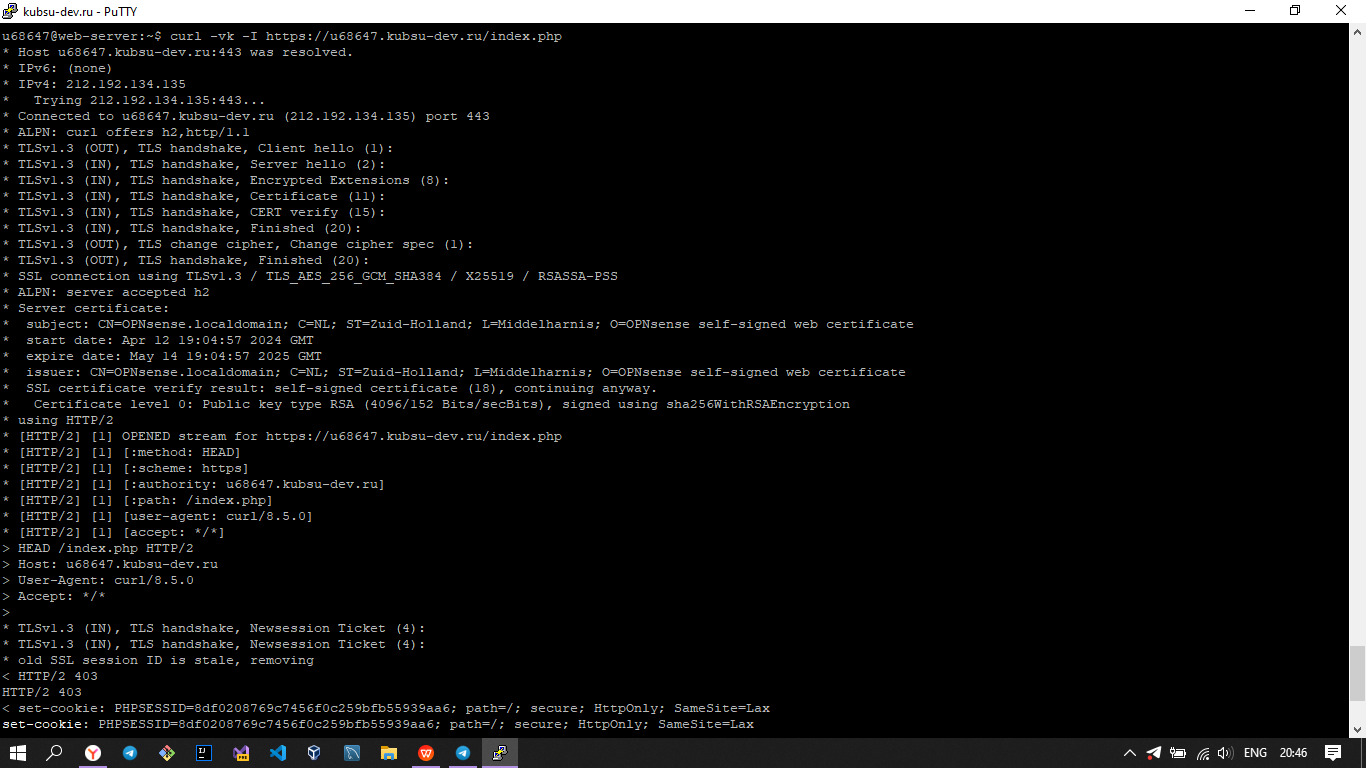 kubsu-dev.ru - PuTTY
u68647@web-server:~$ curl -vk -I https://u68647.kubsu-dev.ru/index.php
* Host u68647.kubsu-dev.ru:443 was resolved.
* IPv6: (none)
* IPv4: 212.192.134.135
*   Trying 212.192.134.135:443...
* Connected to u68647.kubsu-dev.ru (212.192.134.135) port 443
* ALPN: curl offers h2,http/1.1
* TLSv1.3 (OUT), TLS handshake, Client hello (1):
* TLSv1.3 (IN), TLS handshake, Server hello (2):
* TLSv1.3 (IN), TLS handshake, Encrypted Extensions (8):
* TLSv1.3 (IN), TLS handshake, Certificate (11):
* TLSv1.3 (IN), TLS handshake, CERT verify (15):
* TLSv1.3 (IN), TLS handshake, Finished (20):
* TLSv1.3 (OUT), TLS change cipher, Change cipher spec (1):
* TLSv1.3 (OUT), TLS handshake, Finished (20):
* SSL connection using TLSv1.3 / TLS_AES_256_GCM_SHA384 / X25519 / RSASSA-PSS
* ALPN: server accepted h2
* Server certificate:
*  subject: CN=OPNsense.localdomain; C=NL; ST=Zuid-Holland; L=Middelharnis; O=OPNsense self-signed web certificate
*  start date: Apr 12 19:04:57 2024 GMT
*  expire date: May 14 19:04:57 2025 GMT
*  issuer: CN=OPNsense.localdomain; C=NL; ST=Zuid-Holland; L=Middelharnis; O=OPNsense self-signed web certificate
*  SSL certificate verify result: self-signed certificate (18), continuing anyway.
*   Certificate level 0: Public key type RSA (4096/152 Bits/secBits), signed using sha256WithRSAEncryption
* using HTTP/2
* [HTTP/2] [1] OPENED stream for https://u68647.kubsu-dev.ru/index.php
* [HTTP/2] [1] [:method: HEAD]
* [HTTP/2] [1] [:scheme: https]
* [HTTP/2] [1] [:authority: u68647.kubsu-dev.ru]
* [HTTP/2] [1] [:path: /index.php]
* [HTTP/2] [1] [user-agent: curl/8.5.0]
* [HTTP/2] [1] [accept: */*]
> HEAD /index.php HTTP/2
> Host: u68647.kubsu-dev.ru
> User-Agent: curl/8.5.0
> Accept: */*
>
* TLSv1.3 (IN), TLS handshake, Newsession Ticket (4):
* TLSv1.3 (IN), TLS handshake, Newsession Ticket (4):
* old SSL session ID is stale, removing
< HTTP/2 403
HTTP/2 403
< set-cookie: PHPSESSID=8df0208769c7456f0c259bfb55939aa6; path=/; secure; HttpOnly; SameSite=Lax
set-cookie: PHPSESSID=8df0208769c7456f0c259bfb55939aa6; path=/; secure; HttpOnly; SameSite=Lax
ENG 20:46